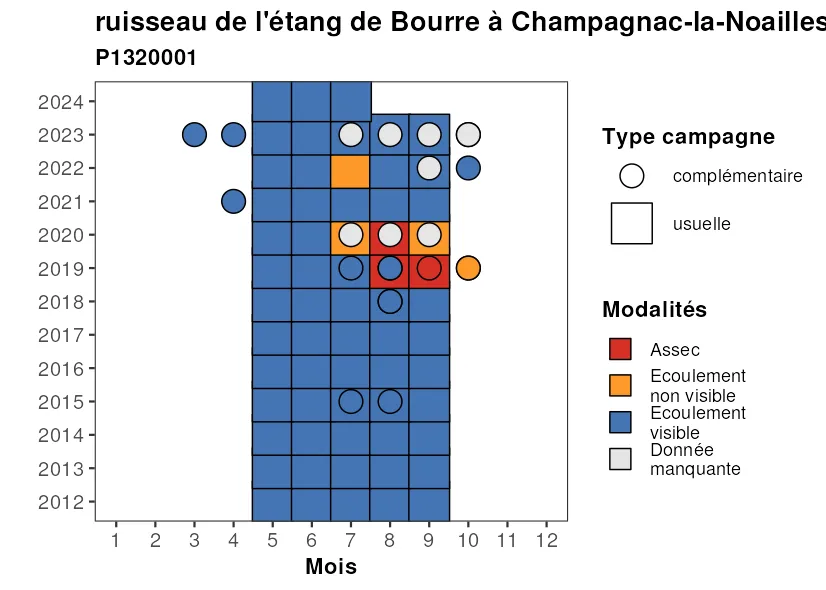 ruisseau de l'étang de Bourre à Champagnac-la-Noailles
P1320001
2024
2023
2022
2021
2020
2019
2018
2017
2016
2015
2014
2013
2012
1 2 3 4 5 6 7 8 9 10 11 12
Mois
Type campagne
complémentaire
usuelle
Modalités
Assec
Ecoulement
non visible
Ecoulement
visible
Donnée
manquante